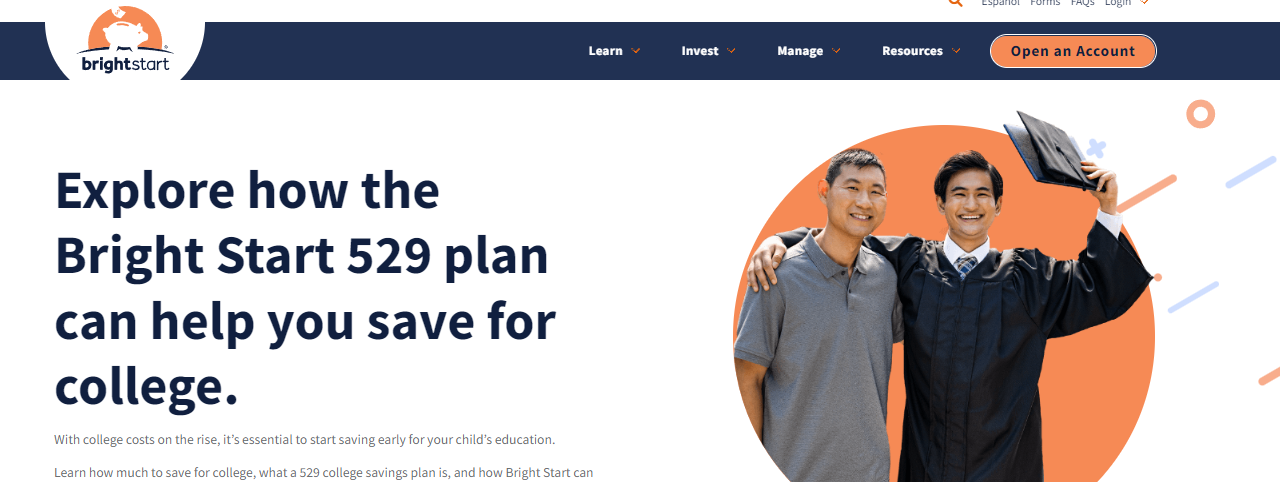 Español Forms FAQs Login
brightstart
Learn Invest Manage Resources Open an Account
Explore how the
Bright Start 529 plan
can help you save for
college.
With college costs on the rise, it’s essential to start saving early for your child’s education.
Learn how much to save for college, what a 529 college savings plan is, and how Bright Start can